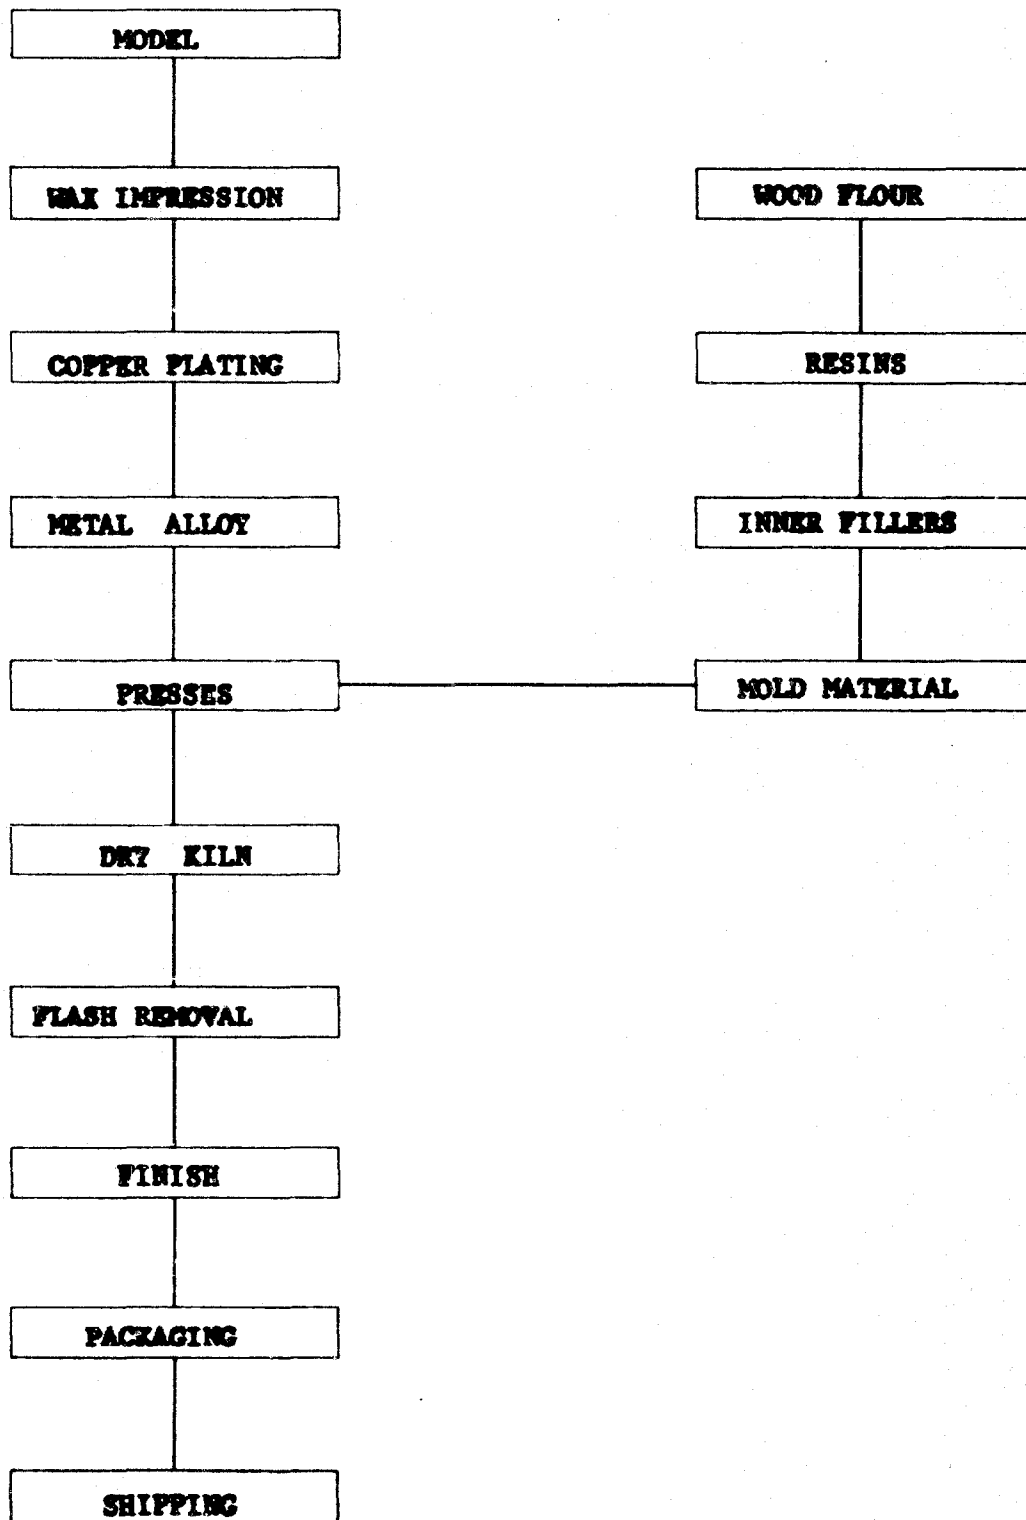 MODEL
WAX IMPRESSION
COPPER PLATING
METAL ALLOY
PRESSES
DRY KILN
FLASH REMOVAL
FINISH
PACKAGING
SHIPPING
WOOD FLOUR
RESINS
INNER FILLERS
MOLD MATERIAL